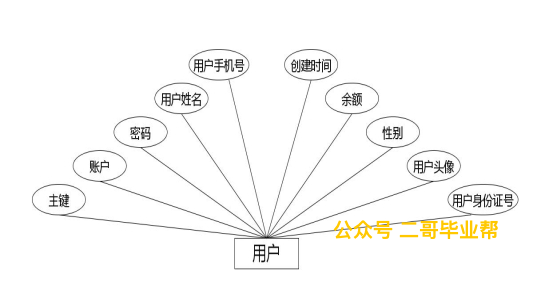 用户手机号
创建时间
用户姓名
余额
密码
性别
账户
用户头像
主键
用户身份证号
公众号 二哥毕业帮
用户